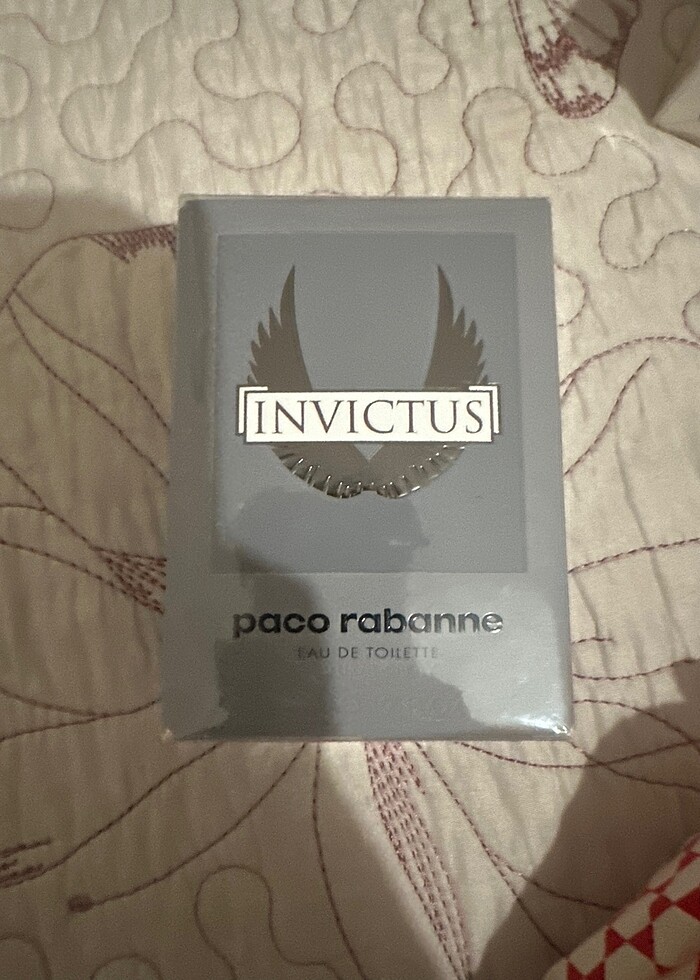 INVICTUS
paco rabanne
EAU DE TOILETTE